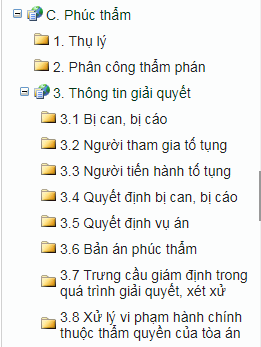 C. Phúc thẩm
1. Thụ lý
2. Phân công thẩm phán
3. Thông tin giải quyết
3.1 Bị can, bị cáo
3.2 Người tham gia tố tụng
3.3 Người tiến hành tố tụng
3.4 Quyết định bị can, bị cáo
3.5 Quyết định vụ án
3.6 Bản án phúc thẩm
3.7 Trưng cầu giám định trong
quá trình giải quyết, xét xử
3.8 Xử lý vi phạm hành chính
thuộc thẩm quyền của tòa án